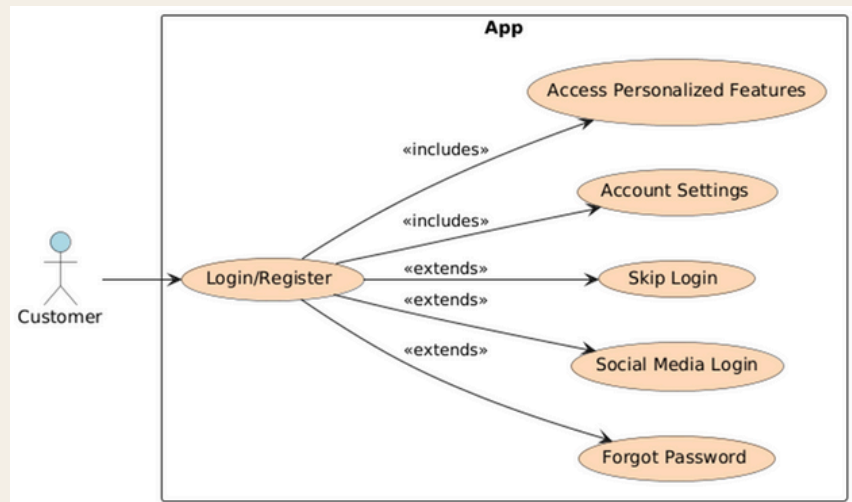 App
Access Personalized Features
«includes»
Account Settings
«includes»
Login/Register
«extends»
Skip Login
«extends»
Customer
«extends»
Social Media Login
Forgot Password